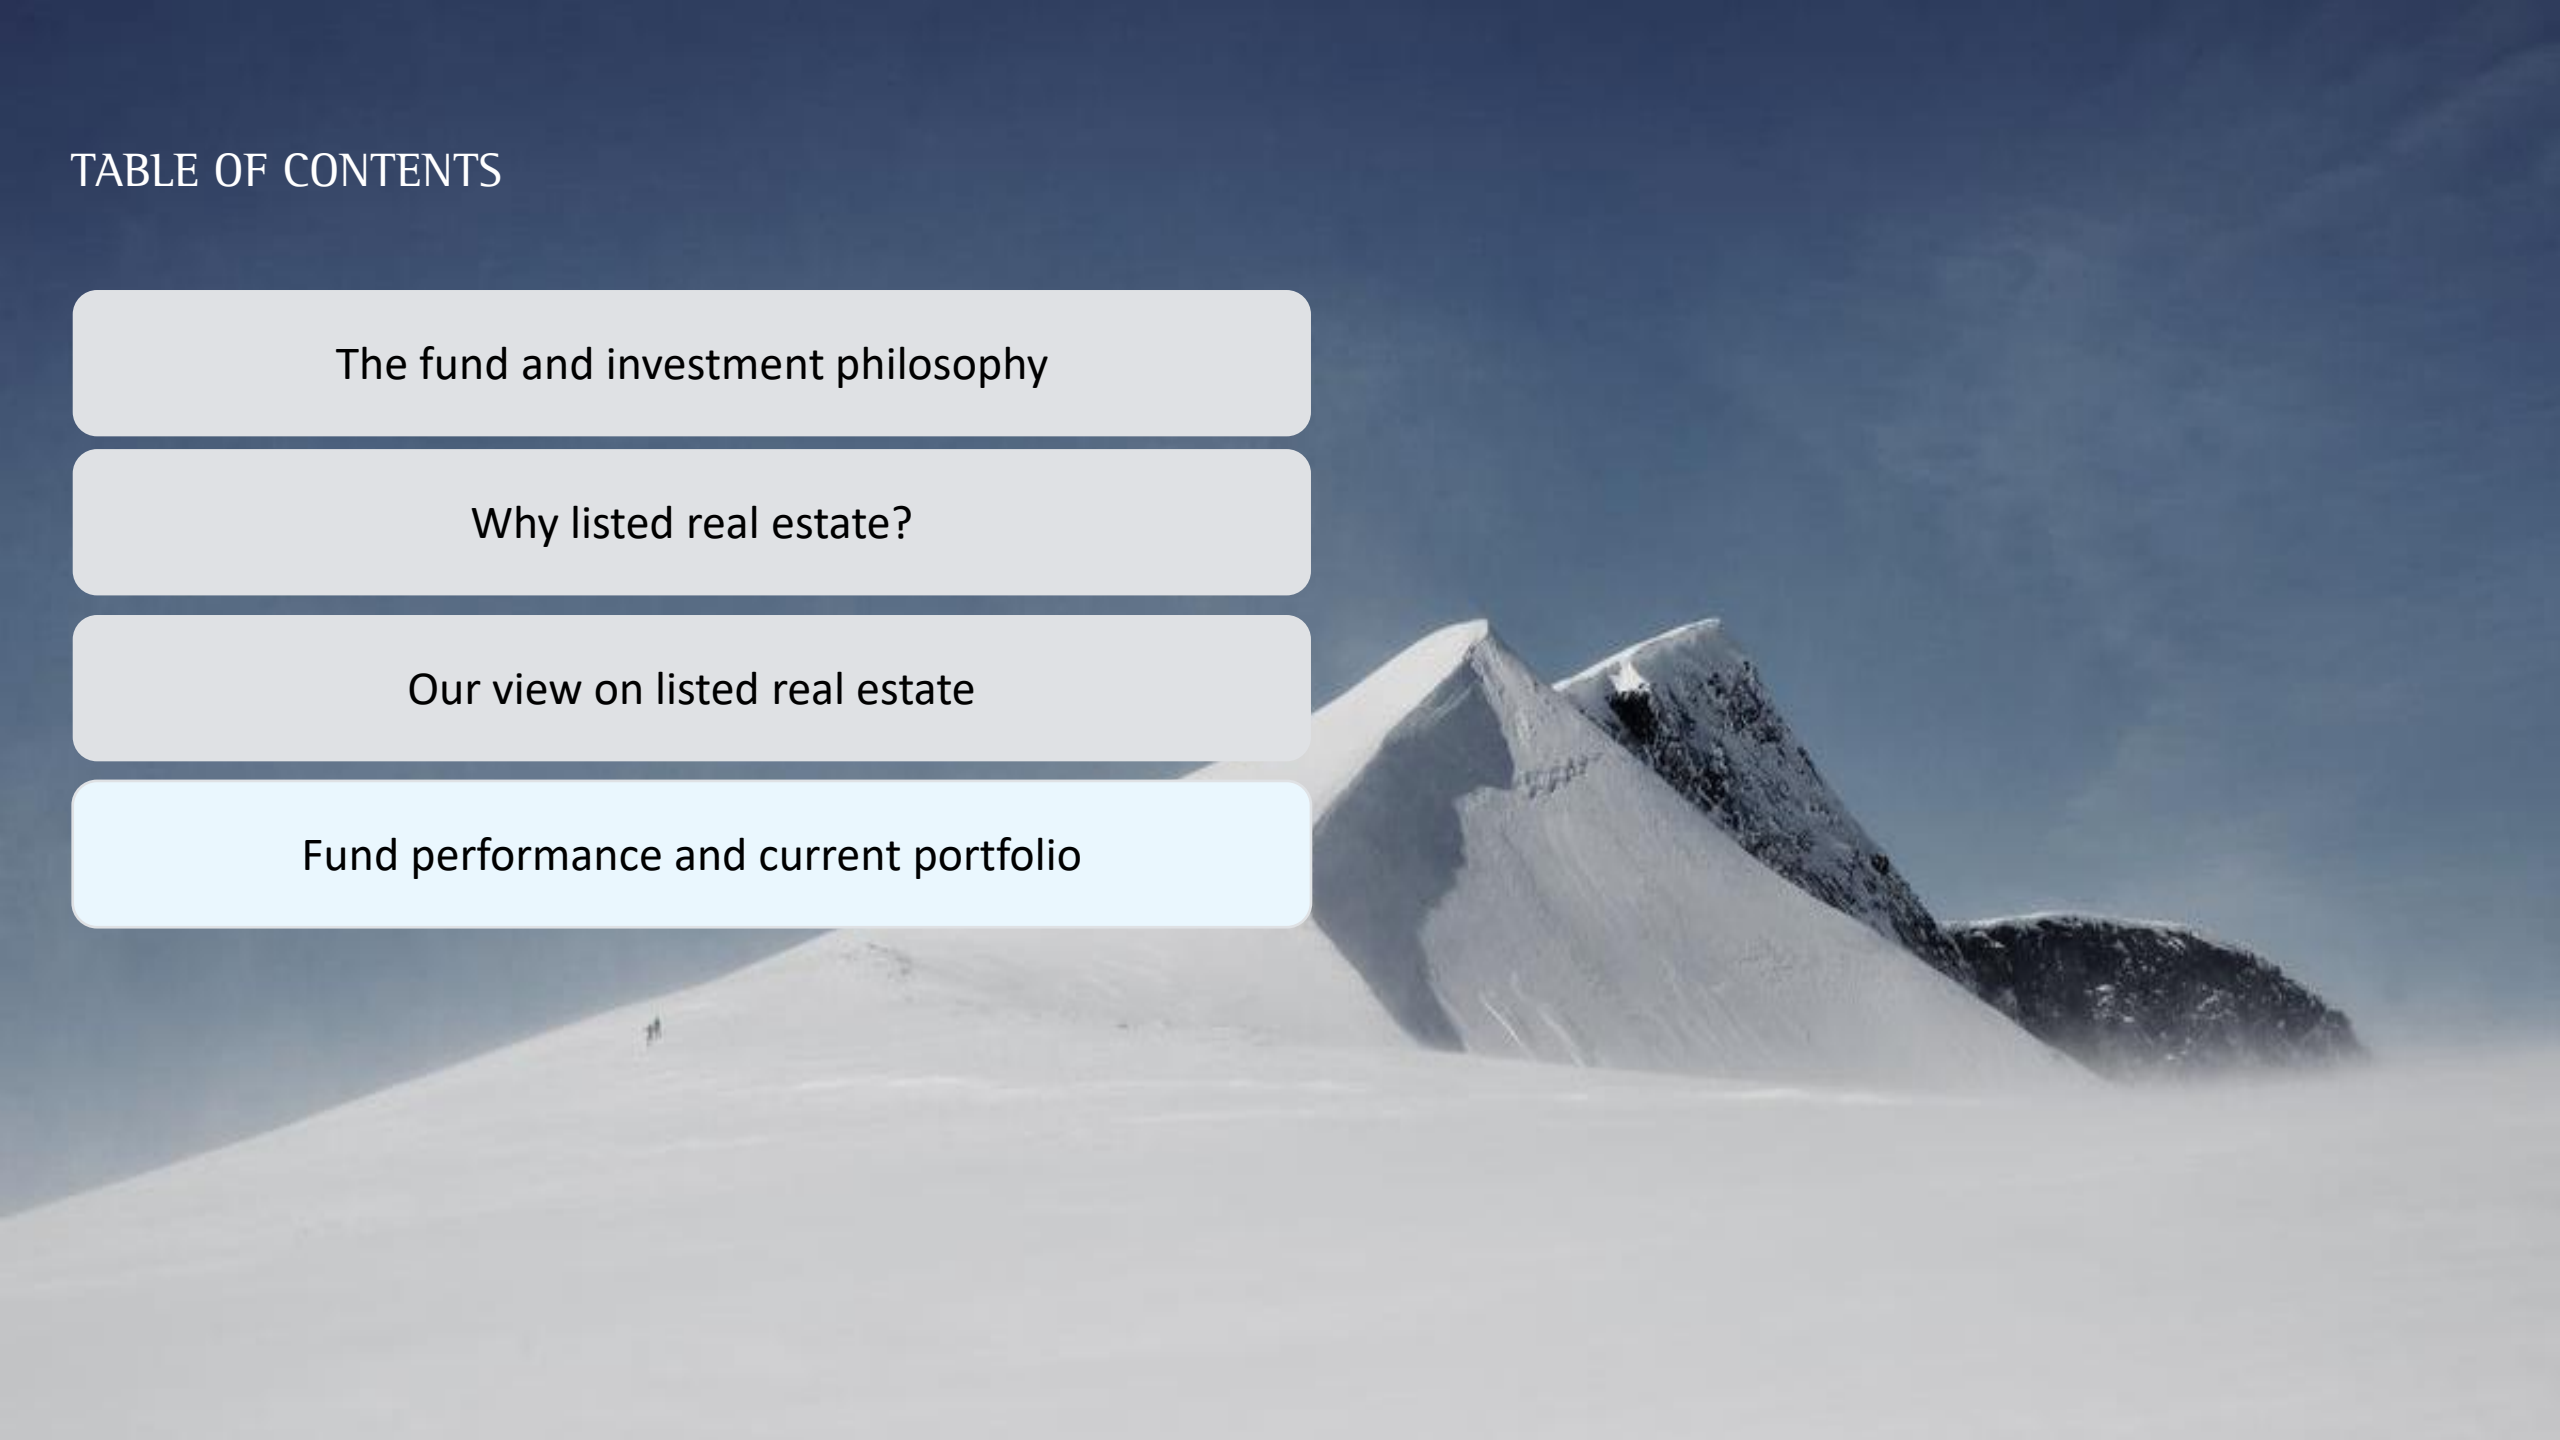 TABLE OF CONTENTS
The fund and investment philosophy
Why listed real estate?
Our view on listed real estate
Fund performance and current portfolio